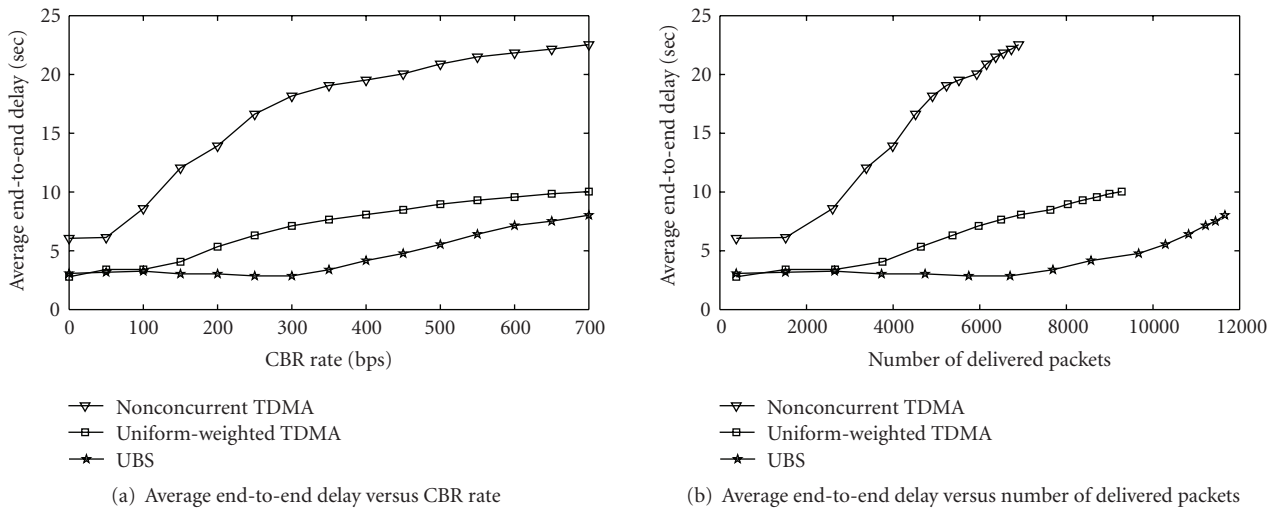 25
20
15
10
5
0
Average end-to-end delay (sec)
0 100 200 300 400 500 600 700
CBR rate (bps)
Nonconcurrent TDMA
Uniform-weighted TDMA
UBS
(a) Average end-to-end delay versus CBR rate
25
20
15
10
5
0
Average end-to-end delay (sec)
0 2000 4000 6000 8000 10000 12000
Number of delivered packets
Nonconcurrent TDMA
Uniform-weighted TDMA
UBS
(b) Average end-to-end delay versus number of delivered packets